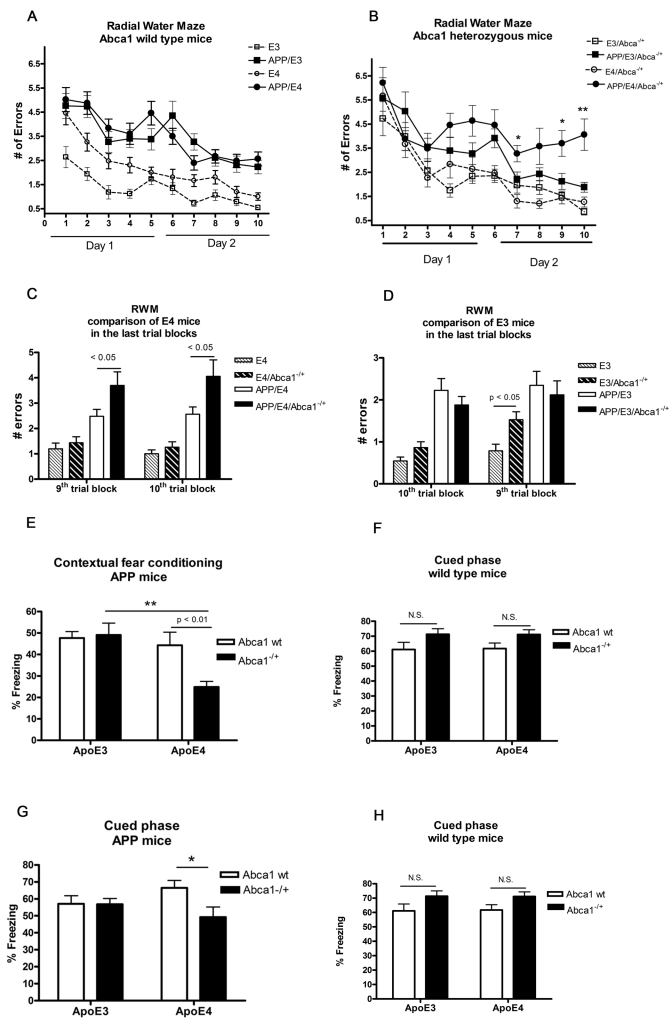 A
Radial Water Maze
Abca1 wild type mice
E3
APP/E3
E4
APP/E4
# of Errors
6.5
5.5
4.5
3.5
2.5
1.5
0.5
0 1 2 3 4 5 6 7 8 9 10
Day 1
Day 2
B
Radial Water Maze
Abca1 heterozygous mice
E3/Abca-/+
APP/E3/Abca-/+
E4/Abca-/+
APP/E4/Abca-/+
# of Errors
6.5
5.5
4.5
3.5
2.5
1.5
0.5
* * **
1 2 3 4 5 6 7 8 9 10
Day 1
Day 2
C
RWM
comparison of E4 mice
in the last trial blocks
# errors
5
4
3
2
1
0
< 0.05
< 0.05
E4
E4/Abca1-/+
APP/E4
APP/E4/Abca1-/+
9th trial block
10th trial block
D
RWM
comparison of E3 mice
in the last trial blocks
# errors
3
2
1
0
p < 0.05
E3
E3/Abca1-/+
APP/E3
APP/E3/Abca1-/+
10th trial block
9th trial block
E
Contextual fear conditioning
APP mice
% Freezing
60
50
40
30
20
10
0
**
p < 0.01
Abca1 wt
Abca1-/+
ApoE3
ApoE4
F
Cued phase
wild type mice
% Freezing
90
80
70
60
50
40
30
20
10
0
N.S.
N.S.
Abca1 wt
Abca1-/+
ApoE3
ApoE4
G
Cued phase
APP mice
% Freezing
90
80
70
60
50
40
30
20
10
0
*
Abca1 wt
Abca1-/+
ApoE3
ApoE4
H
Cued phase
wild type mice
% Freezing
90
80
70
60
50
40
30
20
10
0
N.S.
N.S.
Abca1 wt
Abca1-/+
ApoE3
ApoE4